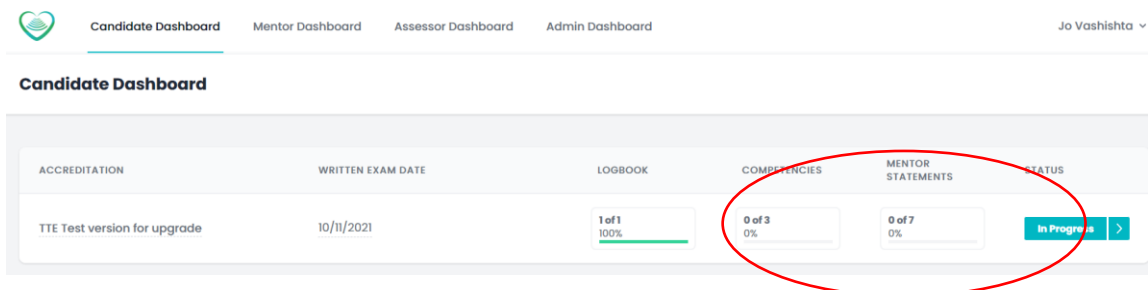 Candidate Dashboard Mentor Dashboard Assessor Dashboard Admin Dashboard Jo Vashishta
Candidate Dashboard
ACCREDITATION WRITTEN EXAM DATE LOGBOOK COMPETENCIES MENTOR STATEMENTS STATUS
TTE Test version for upgrade 10/11/2021 1 of 1 0 of 3 0 of 7 In Progress
100% 0% 0%